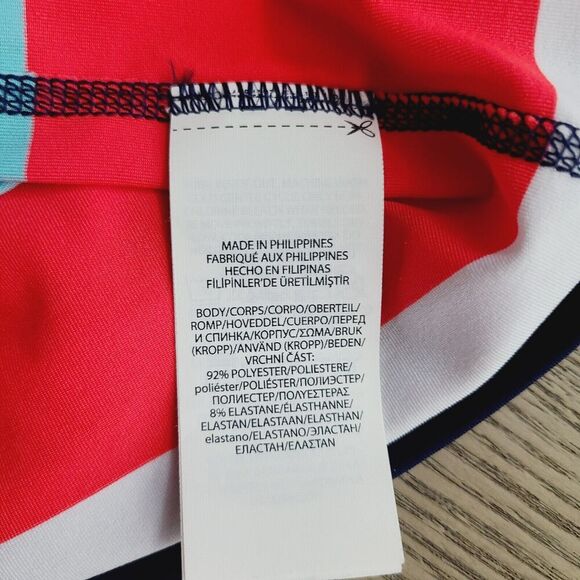 MADE IN PHILIPPINES
FABRIQUÉ AUX PHILIPPINES
HECHO EN FILIPINAS
FİLİPİNLER'DE ÜRETİLMİŞTİR
BODY/CORPS/CORPO/OBERTEIL/
ROMP/HOVEDDEL/CUERPO/ПЕРЕД
И СПИНКА/КОРПУС/ΣΩΜΑ/BRUK
(KROPP)/ANVÄND (KROPP)/BEDEN/
VRCHNÍ ČÁST:
92% POLYESTER/POLIESTERE/
poliéster/POLIÉSTER/ПОЛИЭСТЕР/
ПОЛИЕСТЕР/ΠΟΛΥΕΣΤΕΡΑΣ
8% ELASTANE/ÉLASTHANNE/
ELASTAN/ELASTAAN/ELASTHAN/
elastano/ELASTANO/ЭЛАСТАН/
ЕЛАСТАН/ΕΛΑΣΤΑΝ